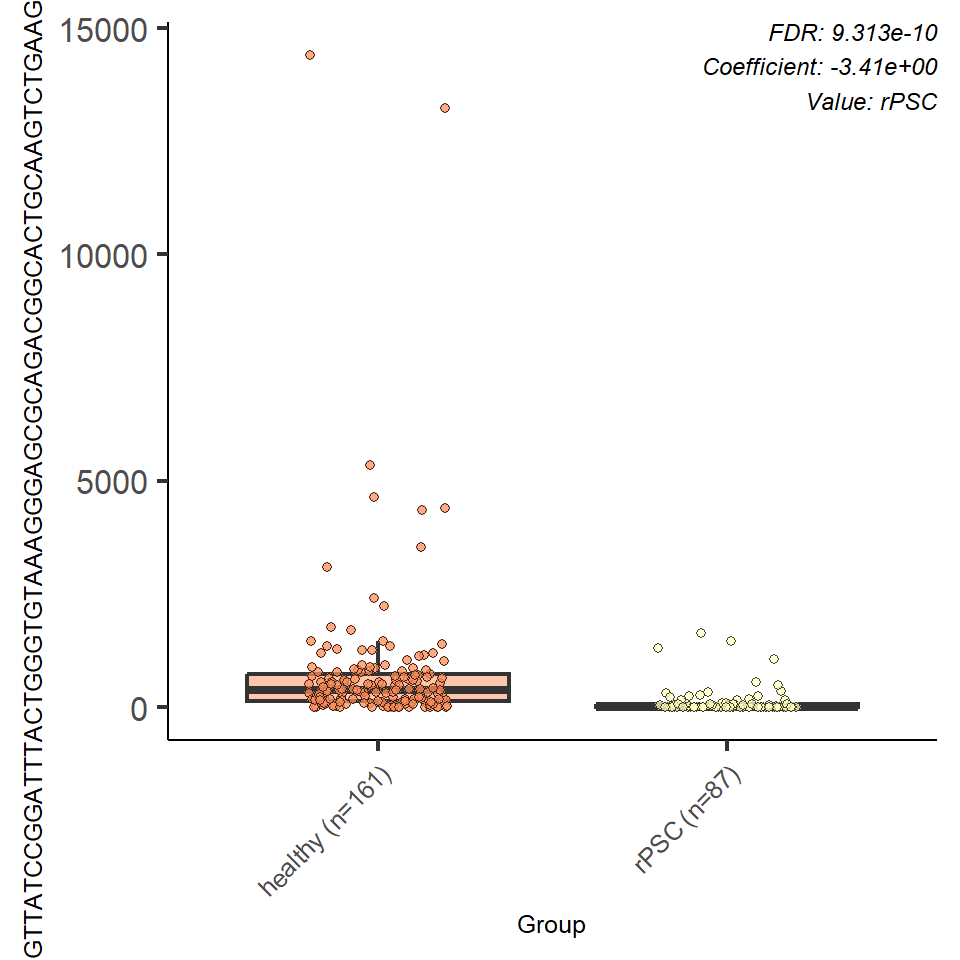 FDR: 9.313e-10
Coefficient: -3.41e+00
Value: rPSC
15000
10000
5000
0
GTTATCCGGATTTACTGGGTGTAAAGGGAGCGCAGACGGCACTGCAAGTCTGAAG
healthy (n=161)
rPSC (n=87)
Group